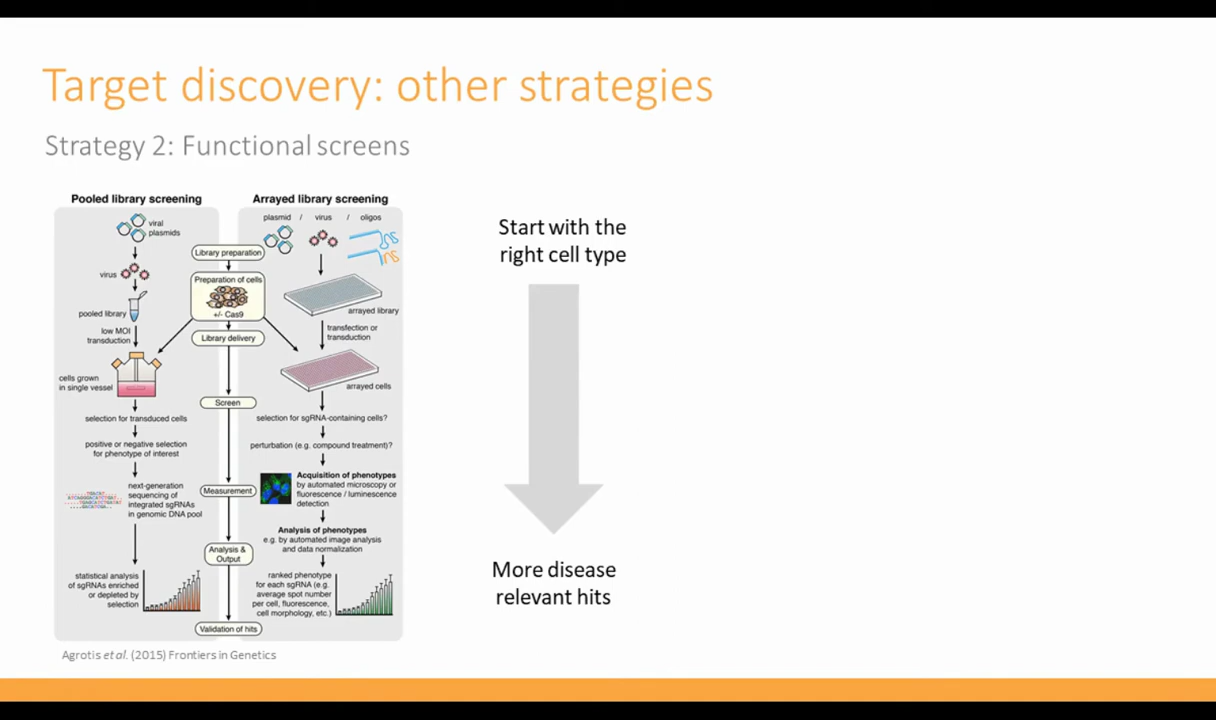 Target discovery: other strategies
Strategy 2: Functional screens
Pooled library screening
viral
plasmids
virus
pooled library
low MOI
transduction
cells grown
in single vessel
selection for transduced cells
positive or negative selection
for phenotype of interest
next-generation
sequencing of
integrated sgRNAs
in genomic DNA pool
statistical analysis
of sgRNAs enriched
or depleted by
selection
Library preparation
Preparation of cells
+/- Cas9
Library delivery
Screen
Measurement
Analysis &
Output
Validation of hits
Arrayed library screening
plasmid / virus / oligos
arrayed library
transfection or
transduction
arrayed cells
selection for sgRNA-containing cells?
perturbation (e.g. compound treatment)?
Acquisition of phenotypes
by automated microscopy or
fluorescence / luminescence
detection
Analysis of phenotypes
e.g. by automated image analysis
and data normalization
ranked phenotype
for each sgRNA (e.g.
average spot number
per cell, fluorescence,
cell morphology, etc.)
Agrotis et al. (2015) Frontiers in Genetics
Start with the
right cell type
More disease
relevant hits